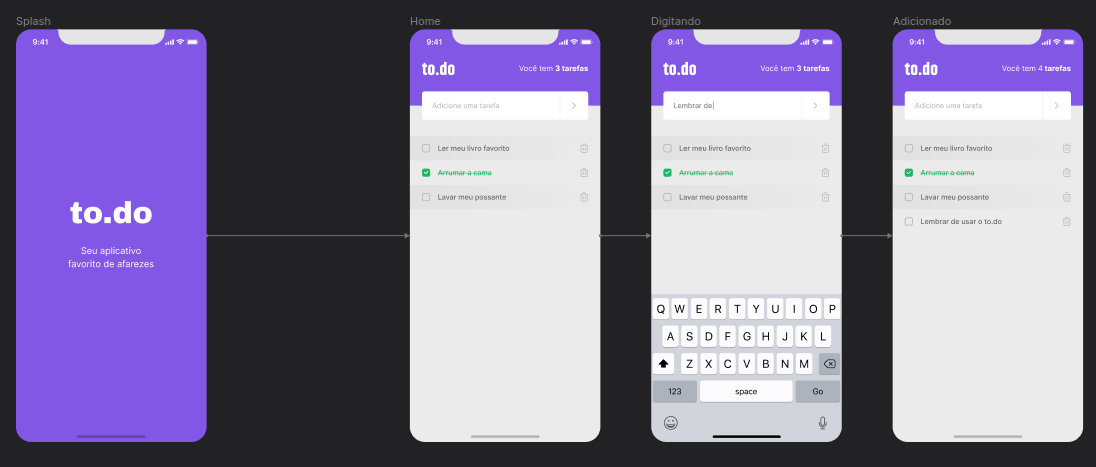 Splash
9:41
to.do
Seu aplicativo
favorito de afarezes
Home
9:41
to.do
Você tem 3 tarefas
Adicione uma tarefa
Ler meu livro favorito
Arrumar a cama
Lavar meu possante
Digitando
9:41
to.do
Você tem 3 tarefas
Lembrar de
Ler meu livro favorito
Arrumar a cama
Lavar meu possante
Q W E R T Y U I O P
A S D F G H J K L
Z X C V B N M
123 space Go
Adicionado
9:41
to.do
Você tem 4 tarefas
Adicione uma tarefa
Ler meu livro favorito
Arrumar a cama
Lavar meu possante
Lembrar de usar o to.do